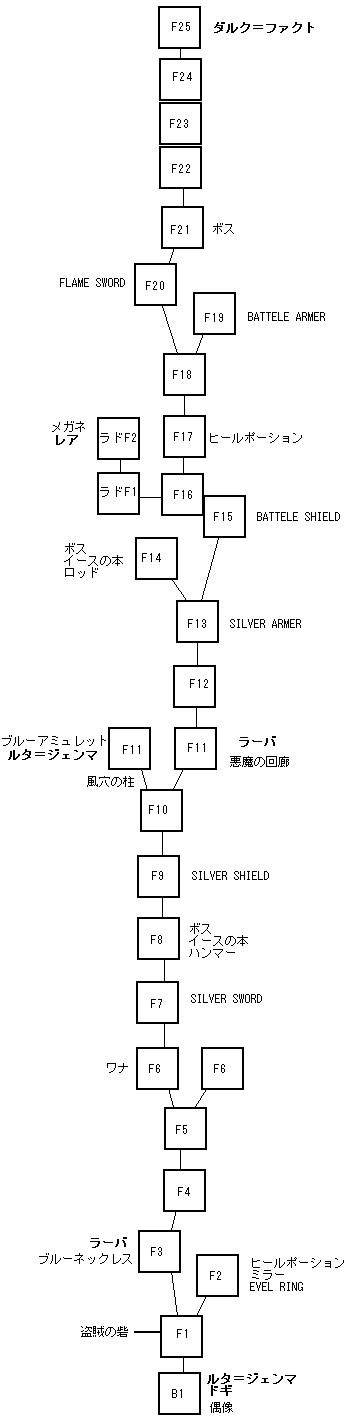 F25 ダルク＝ファクト
F24
F23
F22
F21 ボス
FLAME SWORD F20
F19 BATTELE ARMER
F18
メガネ
レア
ラドF2
F17 ヒールポーション
ラドF1
F16
F15 BATTELE SHIELD
ボス
イースの本
ロッド
F14
F13 SILVER ARMER
F12
ブルーアミュレット
ルタ＝ジェンマ
F11
F11
ラーバ
悪魔の回廊
風穴の柱
F10
F9 SILVER SHIELD
F8
ボス
イースの本
ハンマー
F7 SILVER SWORD
ワナ F6
F6
F5
F4
ラーバ
ブルーネックレス
F3
F2
ヒールポーション
ミラー
EVEL RING
盗賊の砦 F1
B1
ルタ＝ジェンマ
ドギ
偶像